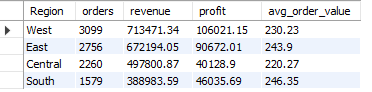 Region orders revenue profit avg_order_value
West 3099 713471.34 106021.15 230.23
East 2756 672194.05 90672.01 243.9
Central 2260 497800.87 40128.9 220.27
South 1579 388983.59 46035.69 246.35